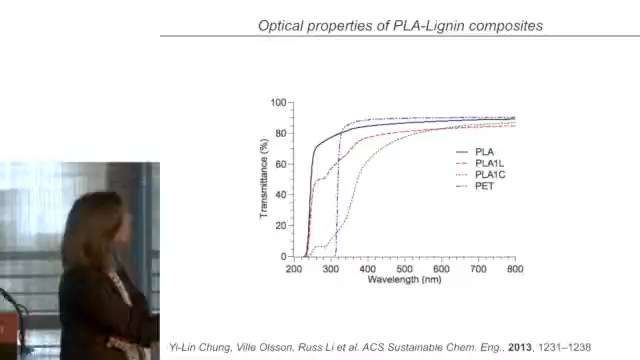 Optical properties of PLA-Lignin composites
100
80
60
40
20
0
Transmittance (%)
200 300 400 500 600 700 800
Wavelength (nm)
PLA
PLA1L
PLA1C
PET
Yi-Lin Chung, Ville Olsson, Russ Li et al. ACS Sustainable Chem. Eng., 2013, 1231–1238